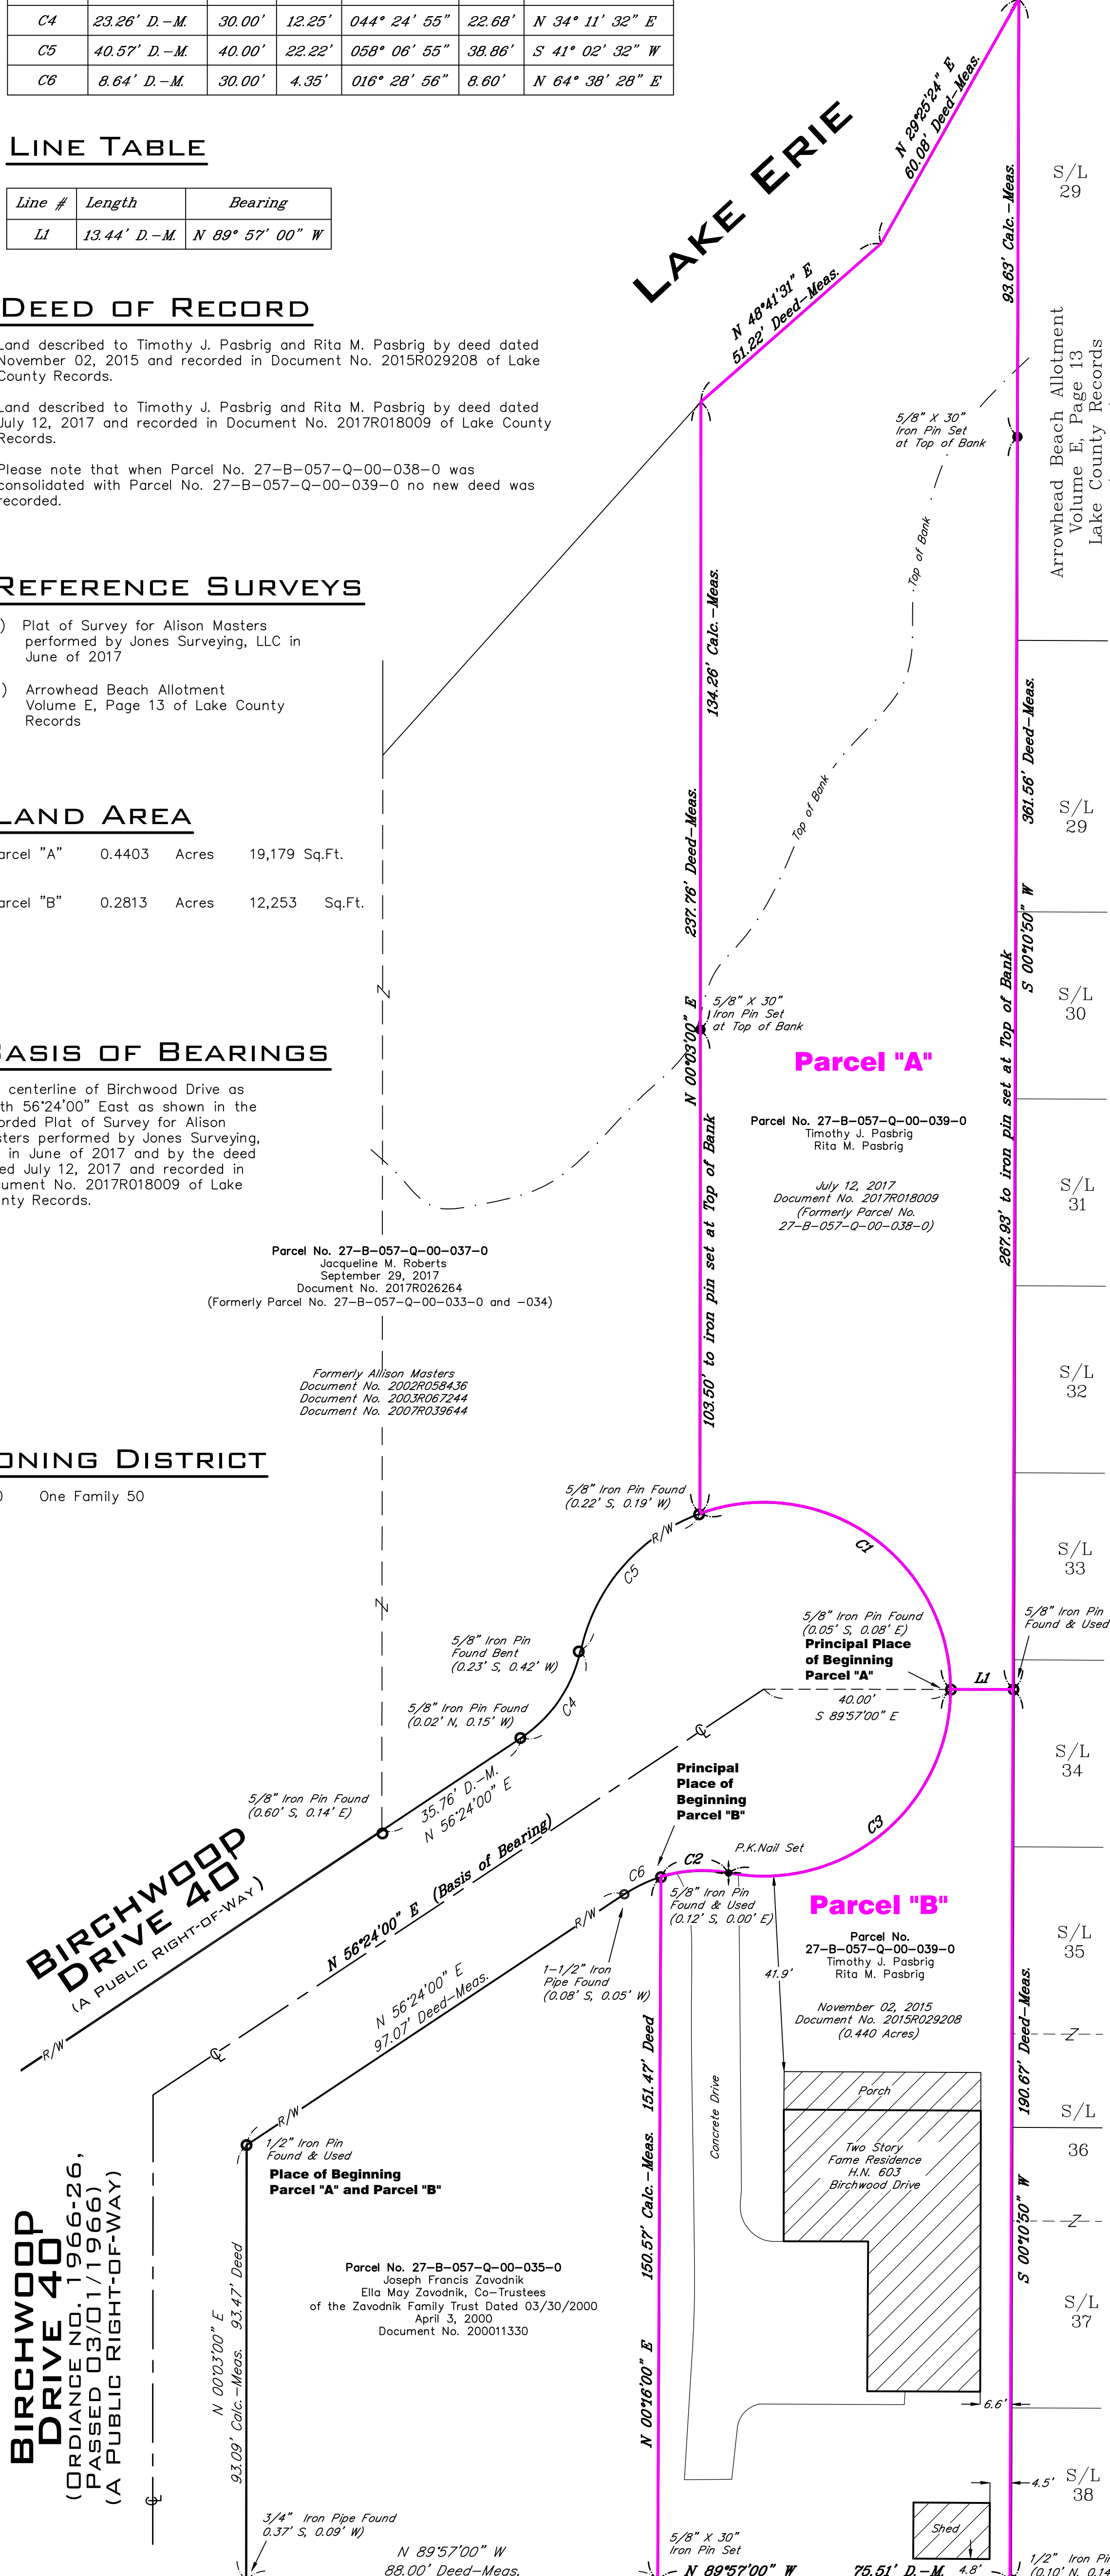 C4 23.26' D.-M. 30.00' 12.25' 044° 24' 55" 22.68' N 34° 11' 32" E
C5 40.57' D.-M. 40.00' 22.22' 058° 06' 55" 38.86' S 41° 02' 32" W
C6 8.64' D.-M. 30.00' 4.35' 016° 28' 56" 8.60' N 64° 38' 28" E
LINE TABLE
Line # Length Bearing
L1 13.44' D.-M. N 89° 57' 00" W
DEED OF RECORD
Land described to Timothy J. Pasbrig and Rita M. Pasbrig by deed dated
November 02, 2015 and recorded in Document No. 2015R029208 of Lake
County Records.
Land described to Timothy J. Pasbrig and Rita M. Pasbrig by deed dated
July 12, 2017 and recorded in Document No. 2017R018009 of Lake County
Records.
Please note that when Parcel No. 27-B-057-Q-00-038-0 was
consolidated with Parcel No. 27-B-057-Q-00-039-0 no new deed was
recorded.
REFERENCE SURVEYS
) Plat of Survey for Alison Masters
performed by Jones Surveying, LLC in
June of 2017
) Arrowhead Beach Allotment
Volume E, Page 13 of Lake County
Records
LAND AREA
arcel "A" 0.4403 Acres 19,179 Sq.Ft.
arcel "B" 0.2813 Acres 12,253 Sq.Ft.
BASIS OF BEARINGS
centerline of Birchwood Drive as
th 56°24'00" East as shown in the
orded Plat of Survey for Alison
sters performed by Jones Surveying,
in June of 2017 and by the deed
ed July 12, 2017 and recorded in
cument No. 2017R018009 of Lake
nty Records.
ONING DISTRICT
0 One Family 50
LAKE ERIE
N 29°25'24" E
60.08' Deed-Meas.
N 48°41'31" E
51.22' Deed-Meas.
93.63' Calc.-Meas.
S/L
29
Arrowhead Beach Allotment
Volume E, Page 13
Lake County Records
5/8" X 30"
Iron Pin Set
at Top of Bank
Top of Bank
134.26' Calc.-Meas.
361.56' Deed-Meas.
S 00°10'50" W
S/L
29
Top of Bank
237.76' Deed-Meas.
N 00°03'00" E
5/8" X 30"
Iron Pin Set
at Top of Bank
S/L
30
267.93' to iron pin set at Top of Bank
Parcel "A"
Parcel No. 27-B-057-Q-00-039-0
Timothy J. Pasbrig
Rita M. Pasbrig
July 12, 2017
Document No. 2017R018009
(Formerly Parcel No.
27-B-057-Q-00-038-0)
S/L
31
103.50' to iron pin set at Top of Bank
Parcel No. 27-B-057-Q-00-037-0
Jacqueline M. Roberts
September 29, 2017
Document No. 2017R026264
(Formerly Parcel No. 27-B-057-Q-00-033-0 and -034)
Formerly Allison Masters
Document No. 2002R058436
Document No. 2003R067244
Document No. 2007R039644
S/L
32
5/8" Iron Pin Found
(0.22' S, 0.19' W)
R/W
C5
C1
S/L
33
5/8" Iron Pin
Found & Used
5/8" Iron Pin Found
(0.05' S, 0.08' E)
Principal Place
of Beginning
Parcel "A"
5/8" Iron Pin
Found Bent
(0.23' S, 0.42' W)
L1
40.00'
S 89°57'00" E
5/8" Iron Pin Found
(0.02' N, 0.15' W)
C4
S/L
34
Principal
Place of
Beginning
Parcel "B"
5/8" Iron Pin Found
(0.60' S, 0.14' E)
35.76' D.-M.
N 56°24'00" E
C3
P.K.Nail Set
C2
C6
5/8" Iron Pin
Found & Used
(0.12' S, 0.00' E)
N 56°24'00" E (Basis of Bearing)
BIRCHWOOP
DRIVE 40
(A PUBLIC RIGHT-OF-WAY)
R/W
R/W
Parcel "B"
Parcel No.
27-B-057-Q-00-039-0
Timothy J. Pasbrig
Rita M. Pasbrig
November 02, 2015
Document No. 2015R029208
(0.440 Acres)
S/L
35
41.9'
1-1/2" Iron
Pipe Found
(0.08' S, 0.05' W)
N 56°24'00" E
97.07' Deed-Meas.
R/W
190.67' Deed-Meas.
S 00°10'50" W
Porch
Concrete Drive
N 00°16'00" E 150.57' Calc.-Meas. 151.47' Deed
S/L
36
1/2" Iron Pin
Found & Used
Place of Beginning
Parcel "A" and Parcel "B"
Two Story
Fame Residence
H.N. 603
Birchwood Drive
Parcel No. 27-B-057-Q-00-035-0
Joseph Francis Zavodnik
Ella May Zavodnik, Co-Trustees
of the Zavodnik Family Trust Dated 03/30/2000
April 3, 2000
Document No. 200011330
S/L
37
BIRCHWOOP
DRIVE 40
(ORDIANCE NO. 1966-26,
PASSED 03/01/1966)
(A PUBLIC RIGHT-OF-WAY)
N 00°03'00" E
93.09' Calc.-Meas. 93.47' Deed
6.6'
4.5'
S/L
38
Shed
4.8'
3/4" Iron Pipe Found
0.37' S, 0.09' W)
N 89°57'00" W
88.00' Deed-Meas.
5/8" X 30"
Iron Pin Set
N 89°57'00" W 75.51' D.-M.
1/2" Iron Pi